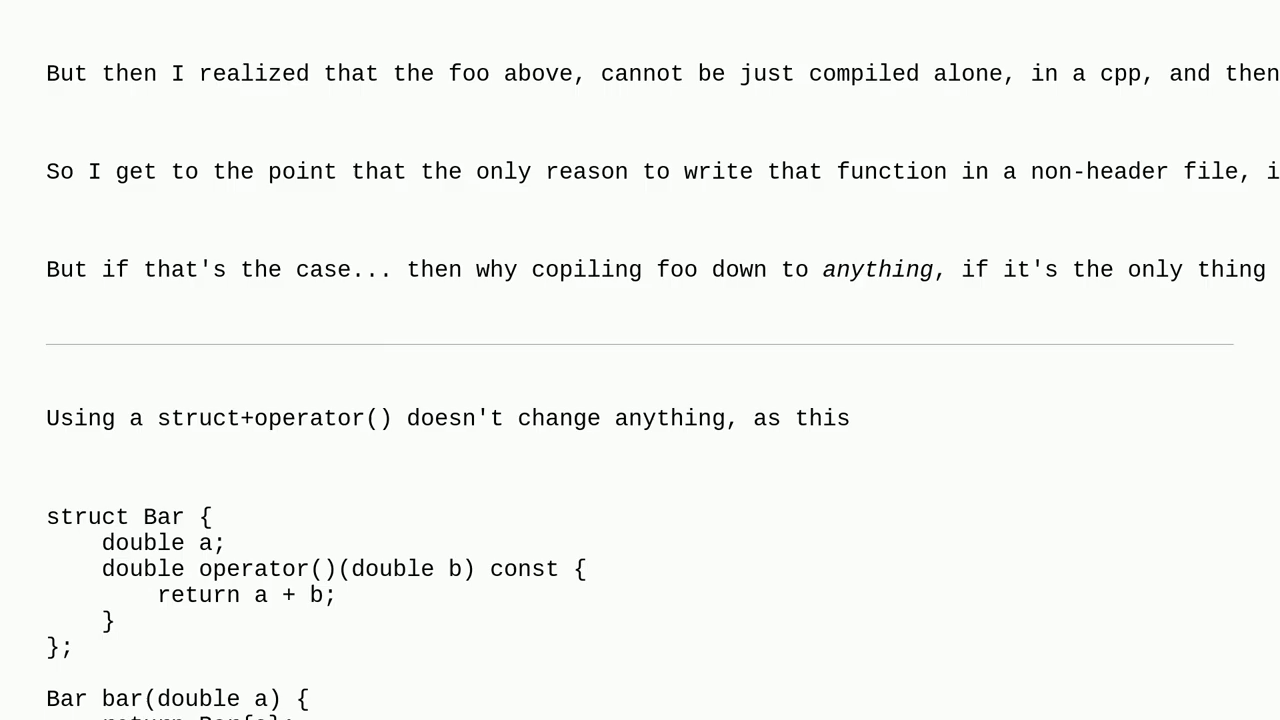 But then I realized that the foo above, cannot be just compiled alone, in a cpp, and then
So I get to the point that the only reason to write that function in a non-header file, i
But if that's the case... then why copiling foo down to anything, if it's the only thing
Using a struct+operator() doesn't change anything, as this
struct Bar {
    double a;
    double operator()(double b) const {
        return a + b;
    }
};
Bar bar(double a) {
    return Bar{a};